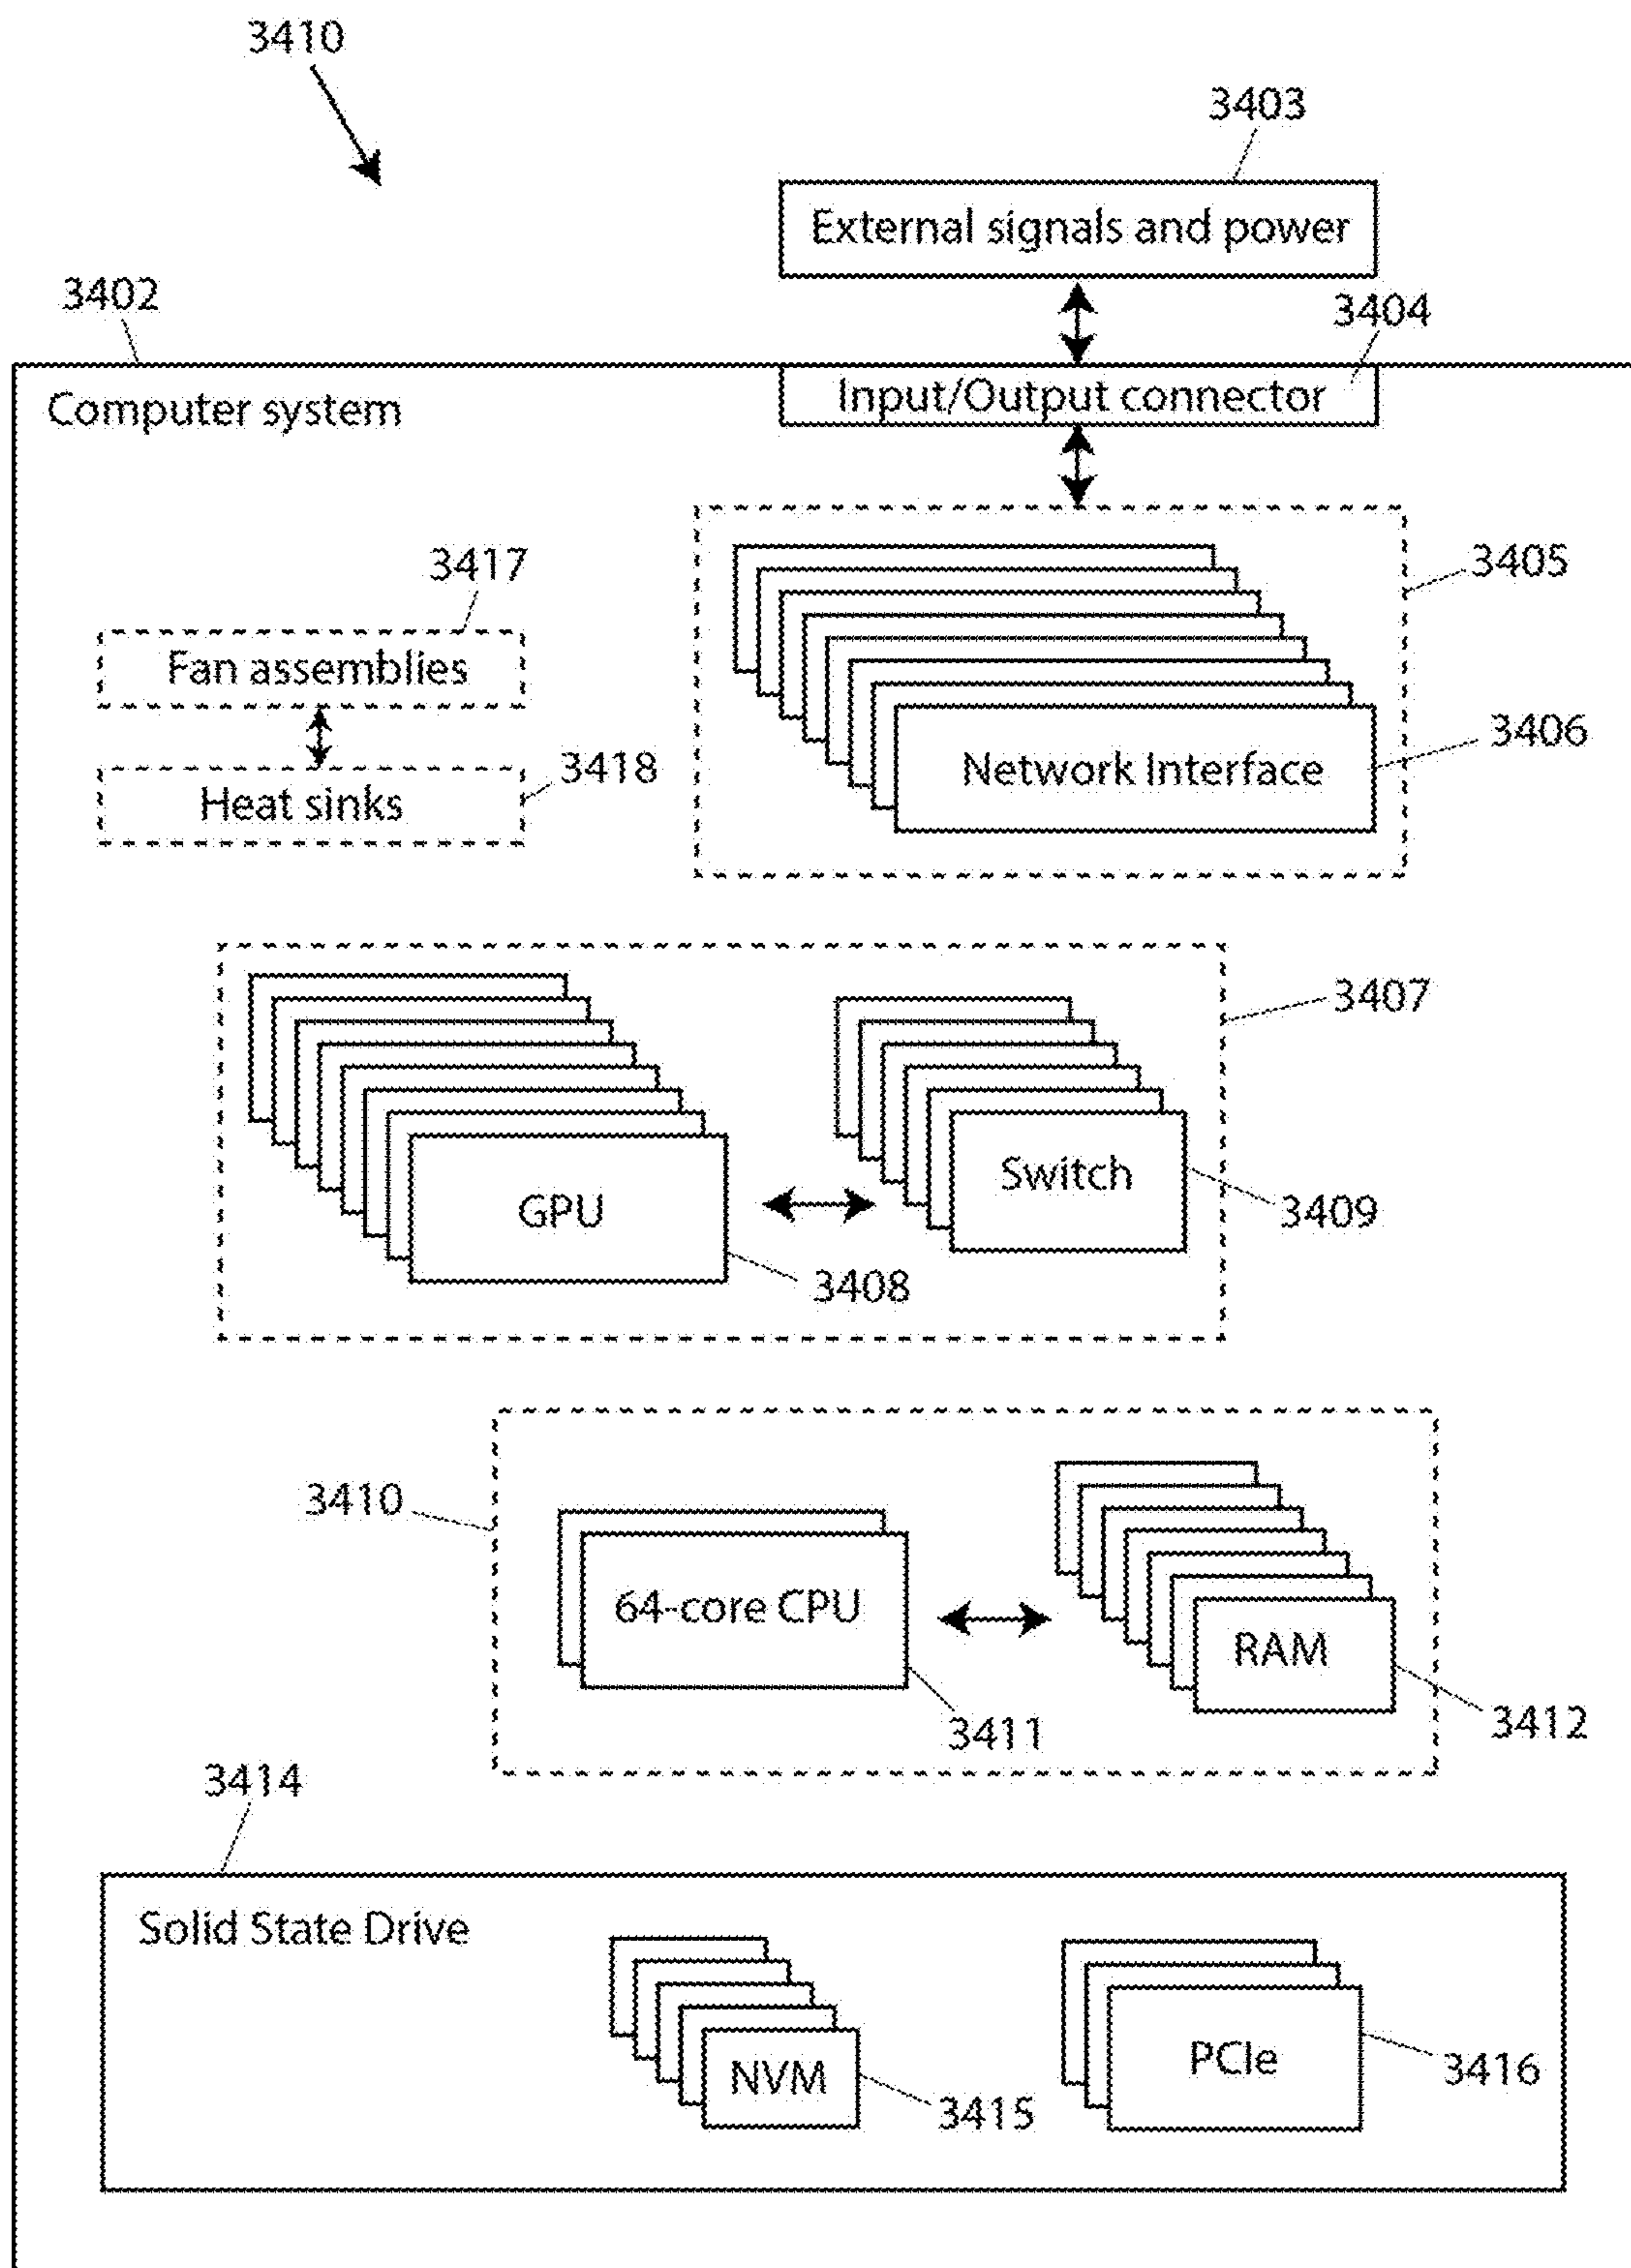 3410
3403
External signals and power
3402
3404
Computer system
Input/Output connector
3417
3405
Fan assemblies
3406
3418
Network Interface
Heat sinks
3407
Switch
GPU
3409
3408
3410
64-core CPU
RAM
3411
3412
3414
Solid State Drive
PCIe
3416
NVM
3415